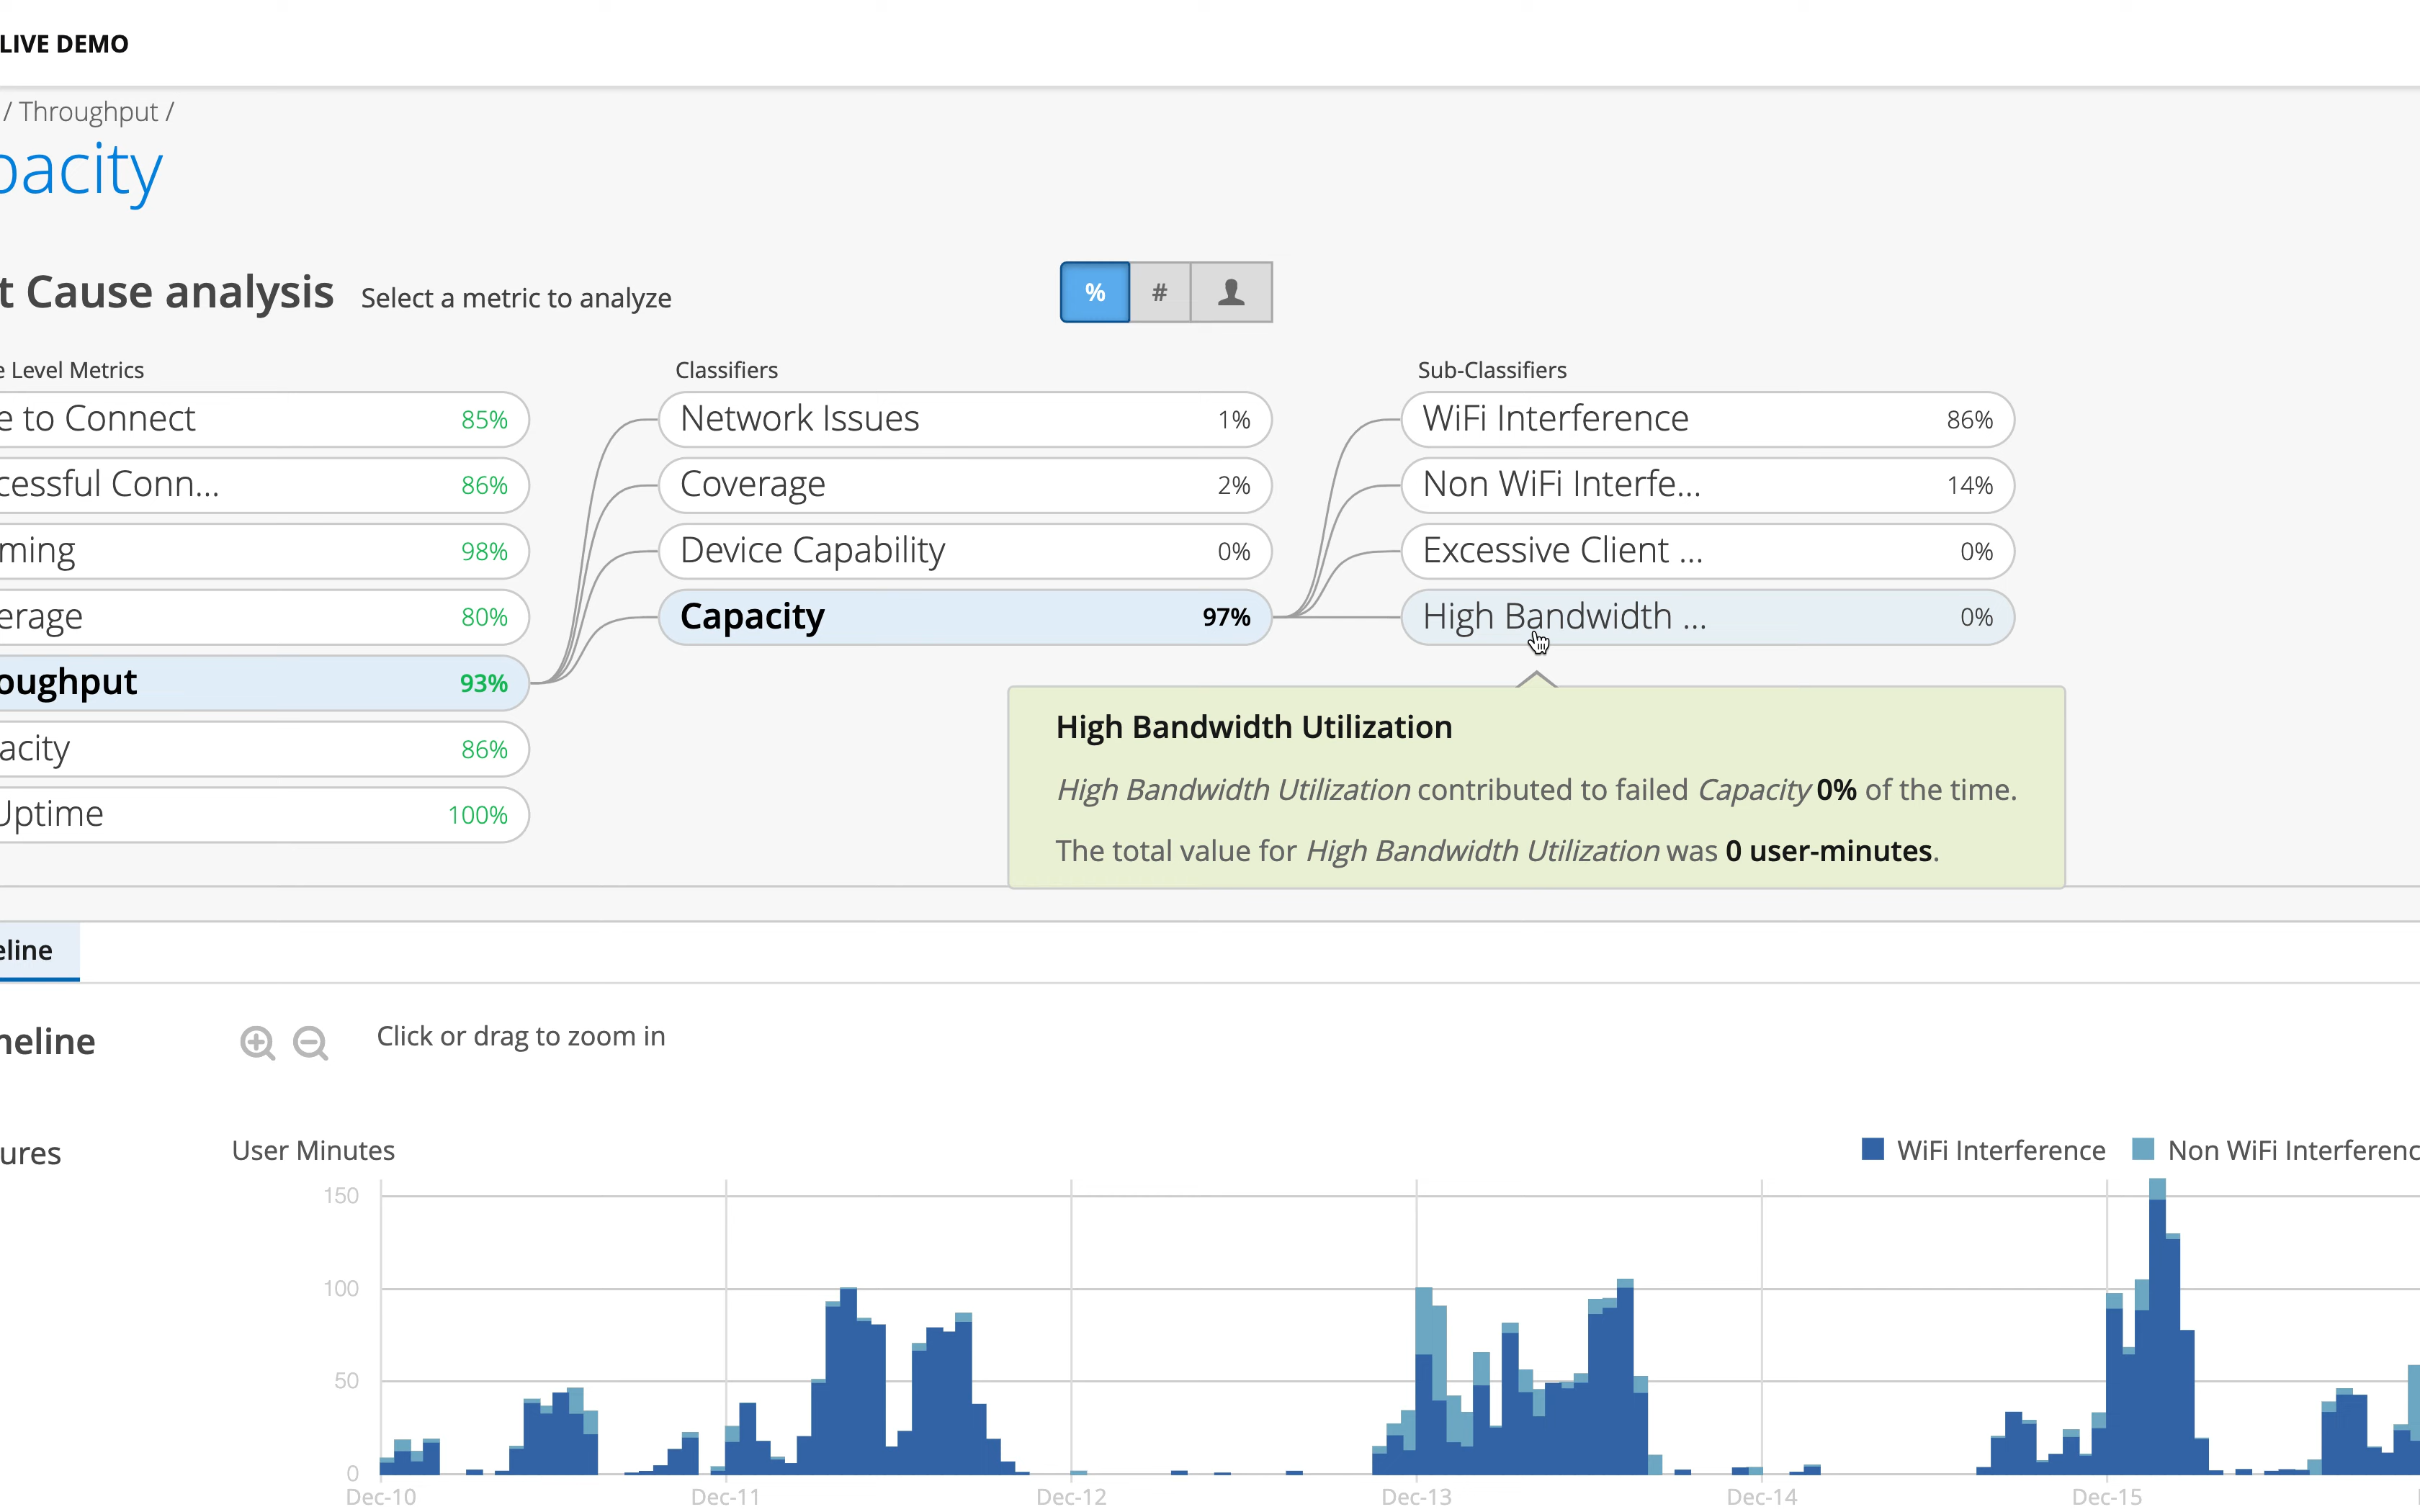 LIVE DEMO
/ Throughput /
pacity
t Cause analysis Select a metric to analyze % #
e Level Metrics Classifiers Sub-Classifiers
e to Connect 85% Network Issues 1% WiFi Interference 86%
cessful Conn... 86% Coverage 2% Non WiFi Interfe... 14%
ming 98% Device Capability 0% Excessive Client ... 0%
erage 80% Capacity 97% High Bandwidth ... 0%
oughput 93%
acity 86%
Uptime 100%
High Bandwidth Utilization
High Bandwidth Utilization contributed to failed Capacity 0% of the time.
The total value for High Bandwidth Utilization was 0 user-minutes.
eline
neline Click or drag to zoom in
ures User Minutes WiFi Interference Non WiFi Interferenc
150
100
50
0
Dec-10 Dec-11 Dec-12 Dec-13 Dec-14 Dec-15